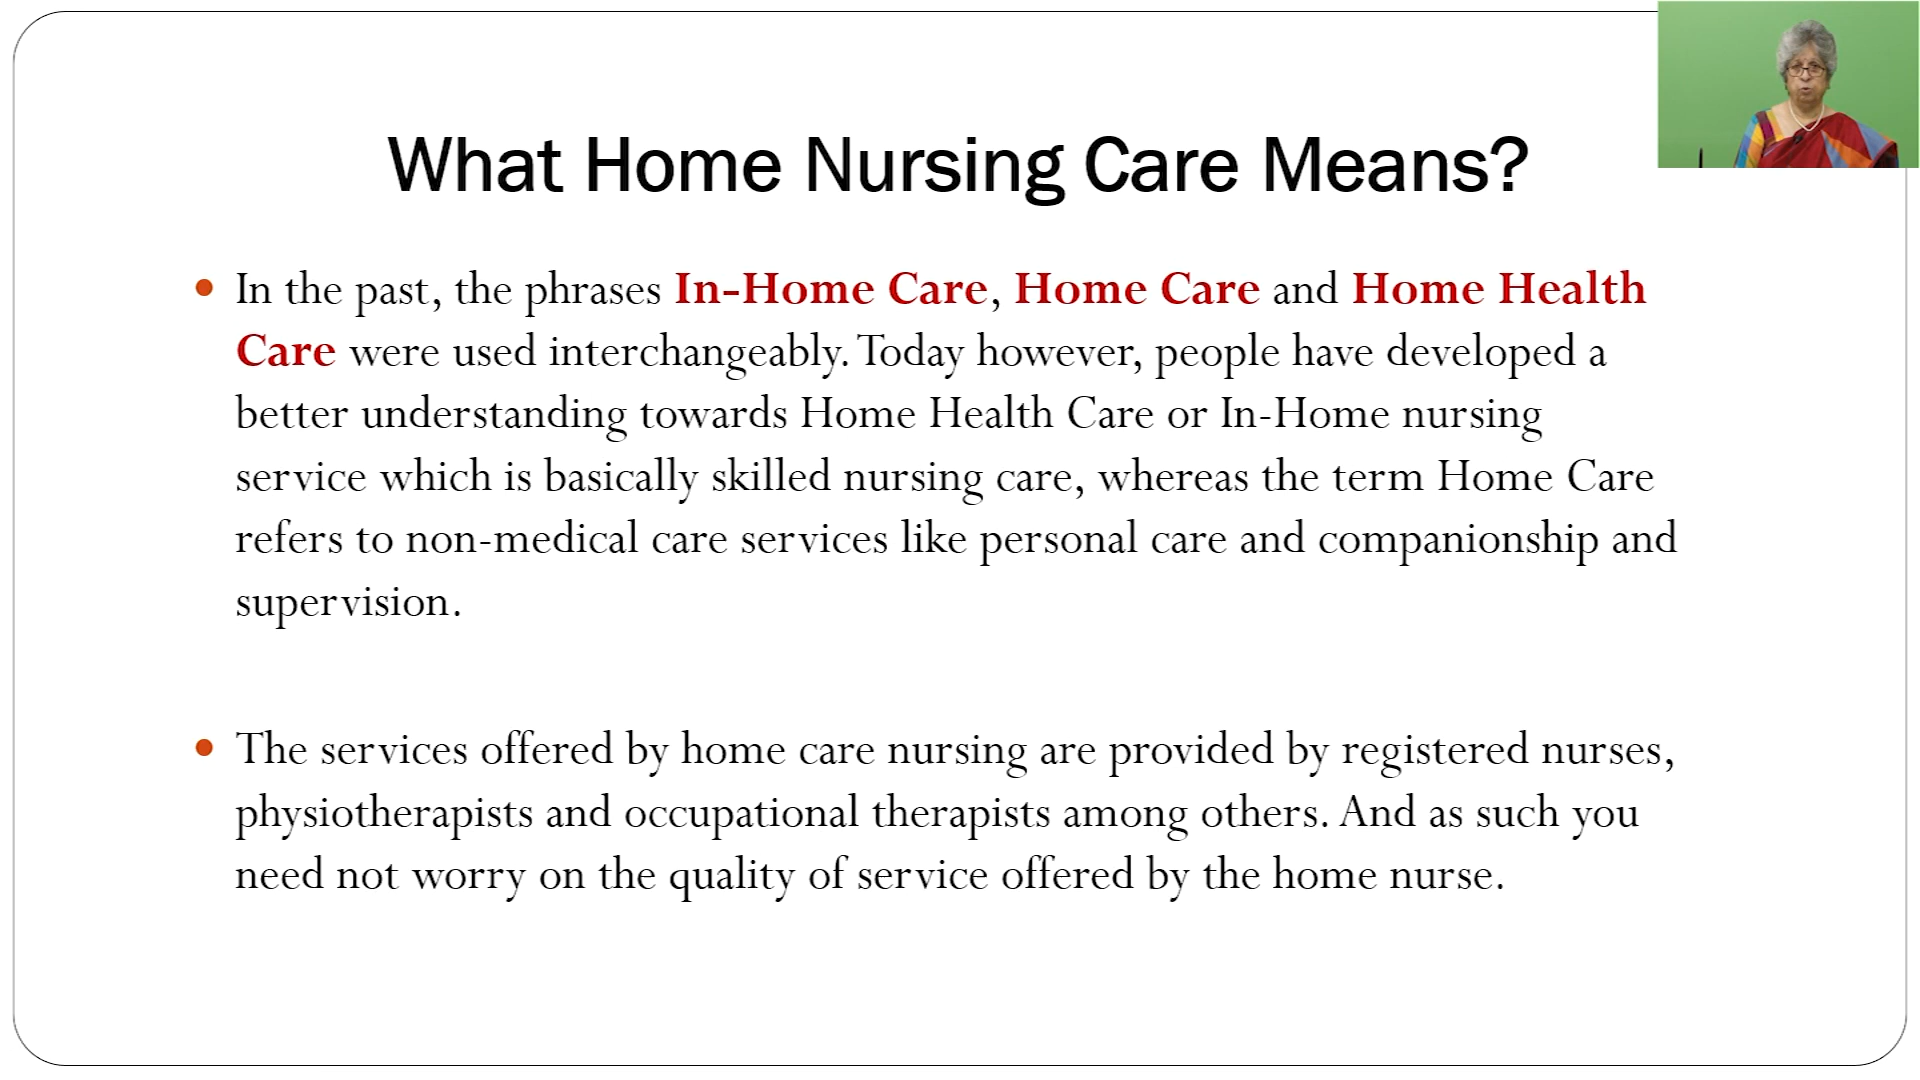 What Home Nursing Care Means?
• In the past, the phrases In-Home Care, Home Care and Home Health
Care were used interchangeably. Today however, people have developed a
better understanding towards Home Health Care or In-Home nursing
service which is basically skilled nursing care, whereas the term Home Care
refers to non-medical care services like personal care and companionship and
supervision.
• The services offered by home care nursing are provided by registered nurses,
physiotherapists and occupational therapists among others. And as such you
need not worry on the quality of service offered by the home nurse.